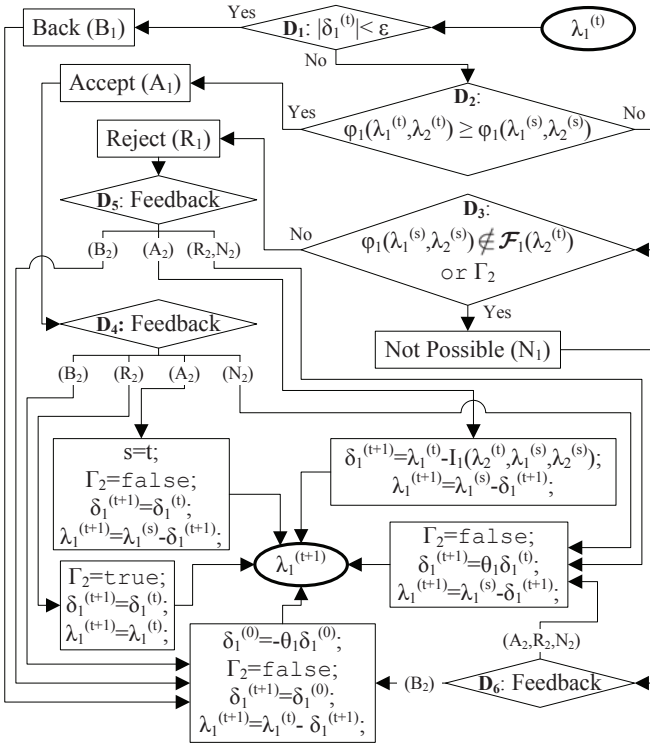 Back (B₁)
Yes
D₁: |δ₁⁽ᵗ⁾| < ε
λ₁⁽ᵗ⁾
No
Accept (A₁)
D₂:
Yes
No
φ₁(λ₁⁽ᵗ⁾,λ₂⁽ᵗ⁾) ≥ φ₁(λ₁⁽ˢ⁾,λ₂⁽ˢ⁾)
Reject (R₁)
D₅: Feedback
D₃:
No
φ₁(λ₁⁽ˢ⁾,λ₂⁽ˢ⁾) ∉ 𝓕₁(λ₂⁽ᵗ⁾)
or Γ₂
(B₂) (A₂) (R₂,N₂)
Yes
D₄: Feedback
Not Possible (N₁)
(B₂) (R₂) (A₂) (N₂)
s=t;
Γ₂=false;
δ₁⁽ᵗ⁺¹⁾=δ₁⁽ᵗ⁾;
λ₁⁽ᵗ⁺¹⁾=λ₁⁽ˢ⁾-δ₁⁽ᵗ⁺¹⁾;
δ₁⁽ᵗ⁺¹⁾=λ₁⁽ᵗ⁾-I₁(λ₂⁽ᵗ⁾,λ₁⁽ˢ⁾,λ₂⁽ˢ⁾);
λ₁⁽ᵗ⁺¹⁾=λ₁⁽ˢ⁾-δ₁⁽ᵗ⁺¹⁾;
λ₁⁽ᵗ⁺¹⁾
Γ₂=false;
δ₁⁽ᵗ⁺¹⁾=θ₁δ₁⁽ᵗ⁾;
λ₁⁽ᵗ⁺¹⁾=λ₁⁽ˢ⁾-δ₁⁽ᵗ⁺¹⁾;
Γ₂=true;
δ₁⁽ᵗ⁺¹⁾=δ₁⁽ᵗ⁾;
λ₁⁽ᵗ⁺¹⁾=λ₁⁽ᵗ⁾;
δ₁⁽⁰⁾=-θ₁δ₁⁽⁰⁾;
Γ₂=false;
δ₁⁽ᵗ⁺¹⁾=δ₁⁽⁰⁾;
λ₁⁽ᵗ⁺¹⁾=λ₁⁽ᵗ⁾- δ₁⁽ᵗ⁺¹⁾;
(A₂,R₂,N₂)
(B₂)
D₆: Feedback